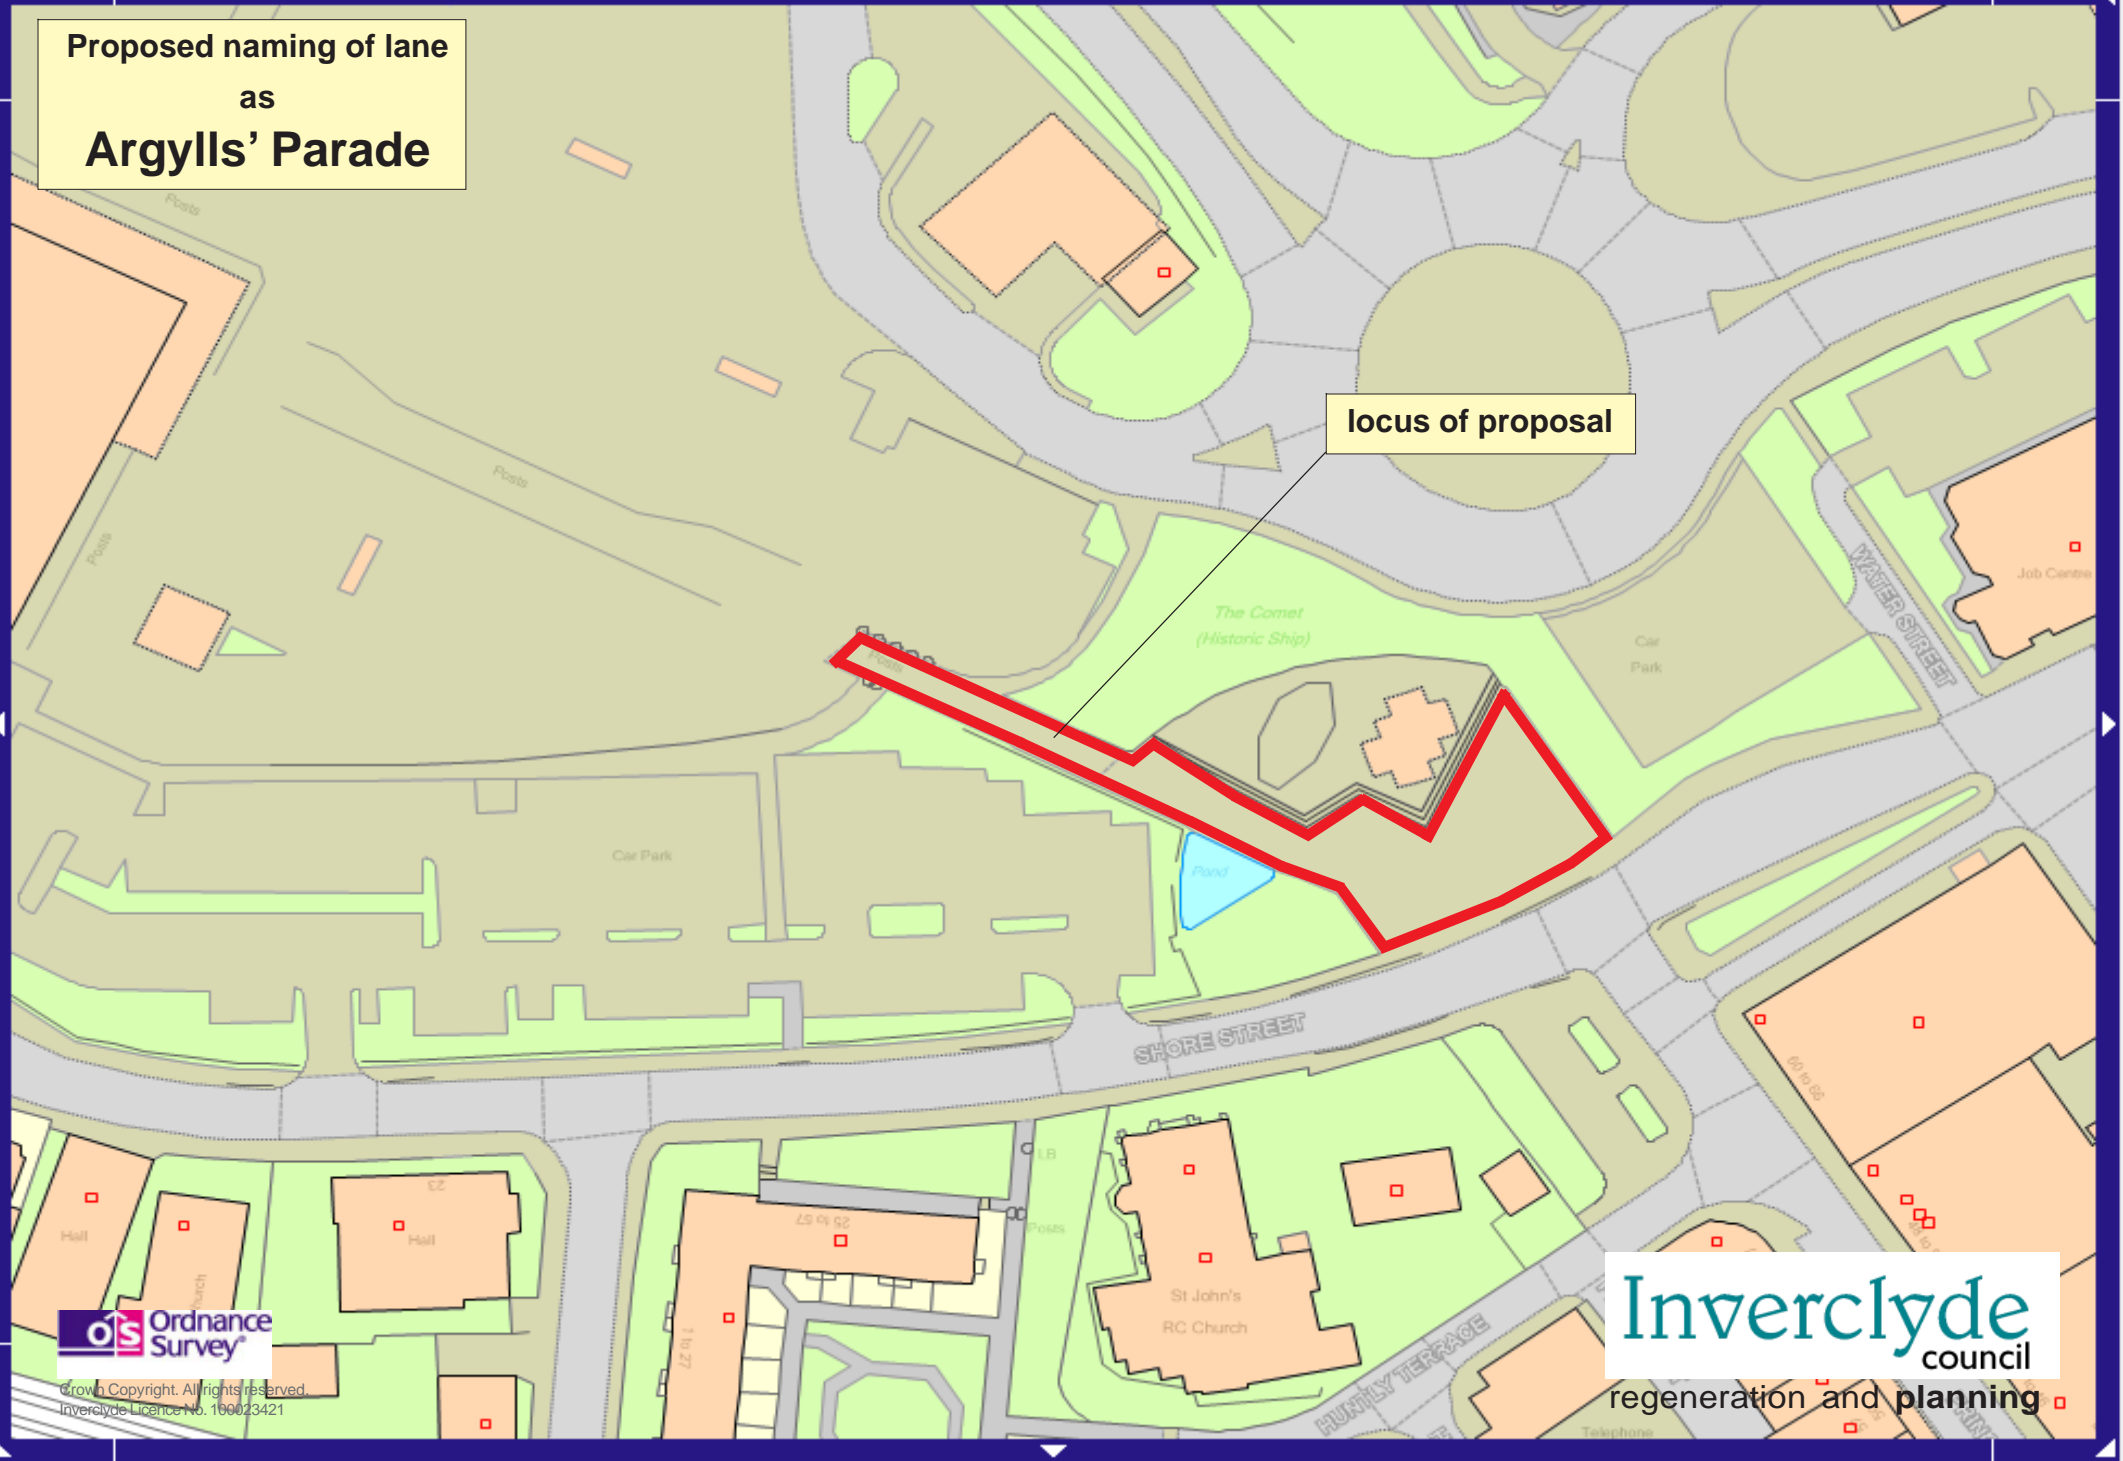 Proposed naming of lane
as
Argylls' Parade
Posts
Posts
Posts
locus of proposal
The Comet
(Historic Ship)
Posts
Car
Park
WATER STREET
Job Centre
Car Park
Pond
SHORE STREET
60 to 66
LB
Posts
23
Hall
Hall
25 to 57
1 to 27
St John's
RC Church
HUNTLY TERRACE
Telephone
Ordnance
Survey
Crown Copyright. All rights reserved.
Inverclyde Licence No. 100023421
Inverclyde
council
regeneration and planning